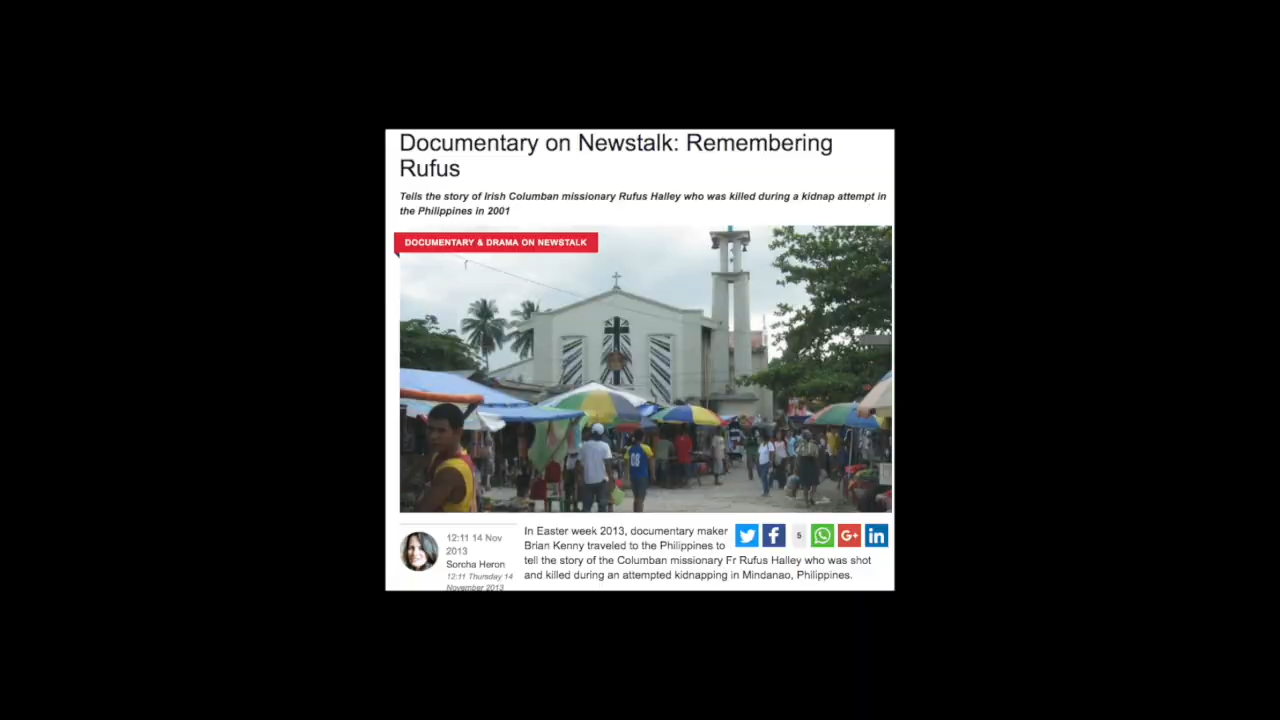 Documentary on Newstalk: Remembering
Rufus
Tells the story of Irish Columban missionary Rufus Halley who was killed during a kidnap attempt in
the Philippines in 2001
DOCUMENTARY & DRAMA ON NEWSTALK
08
12:11 14 Nov
2013
Sorcha Heron
12:11 Thursday 14
November 2013
In Easter week 2013, documentary maker
Brian Kenny traveled to the Philippines to
tell the story of the Columban missionary Fr Rufus Halley who was shot
and killed during an attempted kidnapping in Mindanao, Philippines.
f
5
G+
in